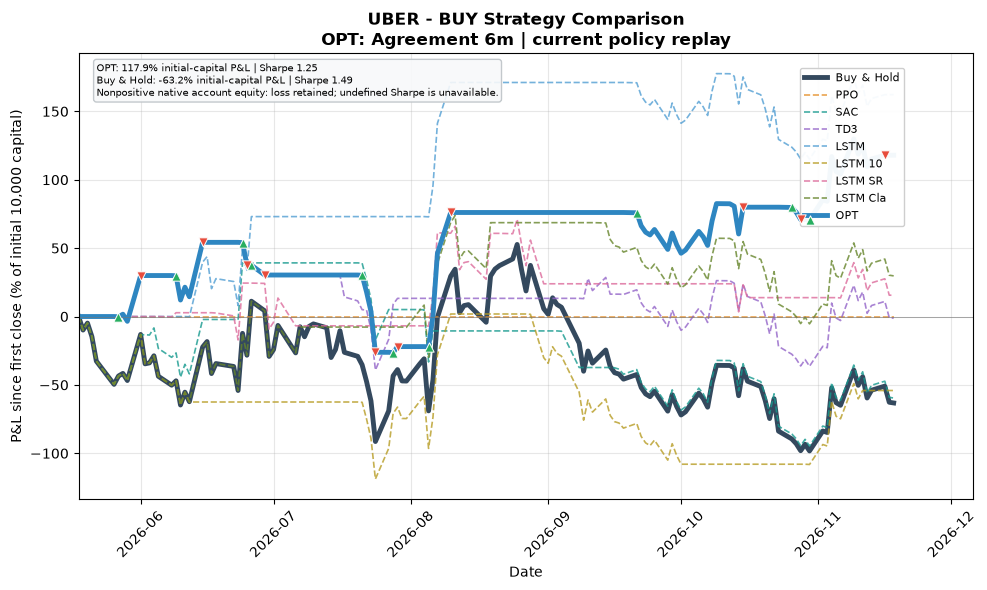 UBER - BUY Strategy Comparison
OPT: Agreement 6m | current policy replay
OPT: 117.9% initial-capital P&L | Sharpe 1.25
Buy & Hold: -63.2% initial-capital P&L | Sharpe 1.49
Nonpositive native account equity: loss retained; undefined Sharpe is unavailable.
Buy & Hold
PPO
SAC
TD3
LSTM
LSTM 10
LSTM SR
LSTM Cla
OPT
P&L since first close (% of initial 10,000 capital)
150
100
50
0
−50
−100
2026-06
2026-07
2026-08
2026-09
2026-10
2026-11
2026-12
Date